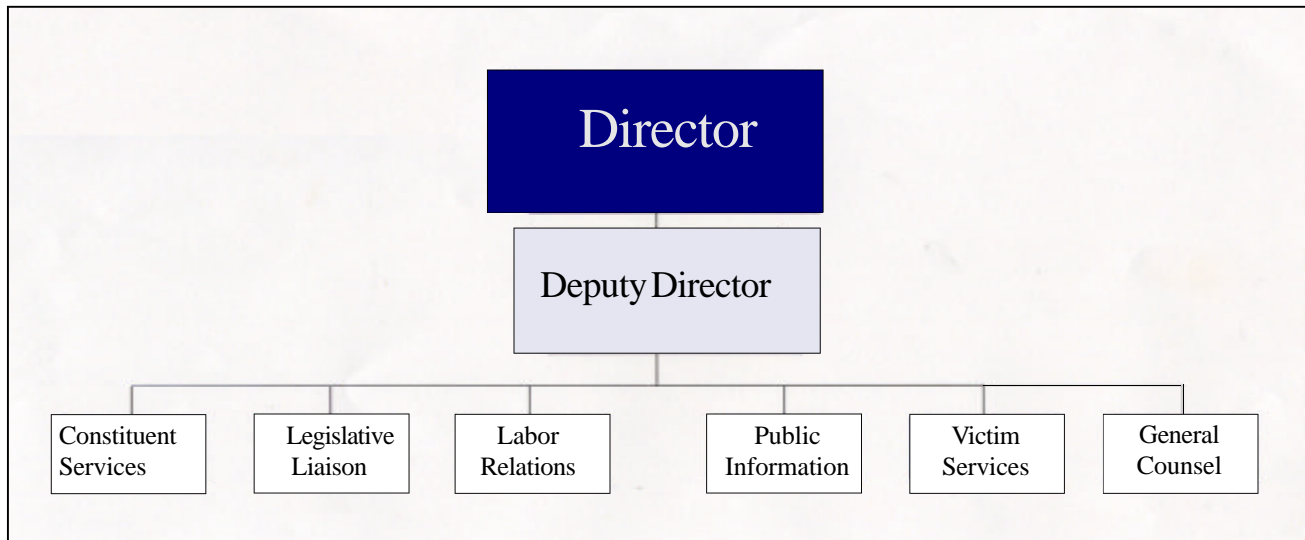 Director
Deputy Director
Constituent
Services
Legislative
Liaison
Labor
Relations
Public
Information
Victim
Services
General
Counsel